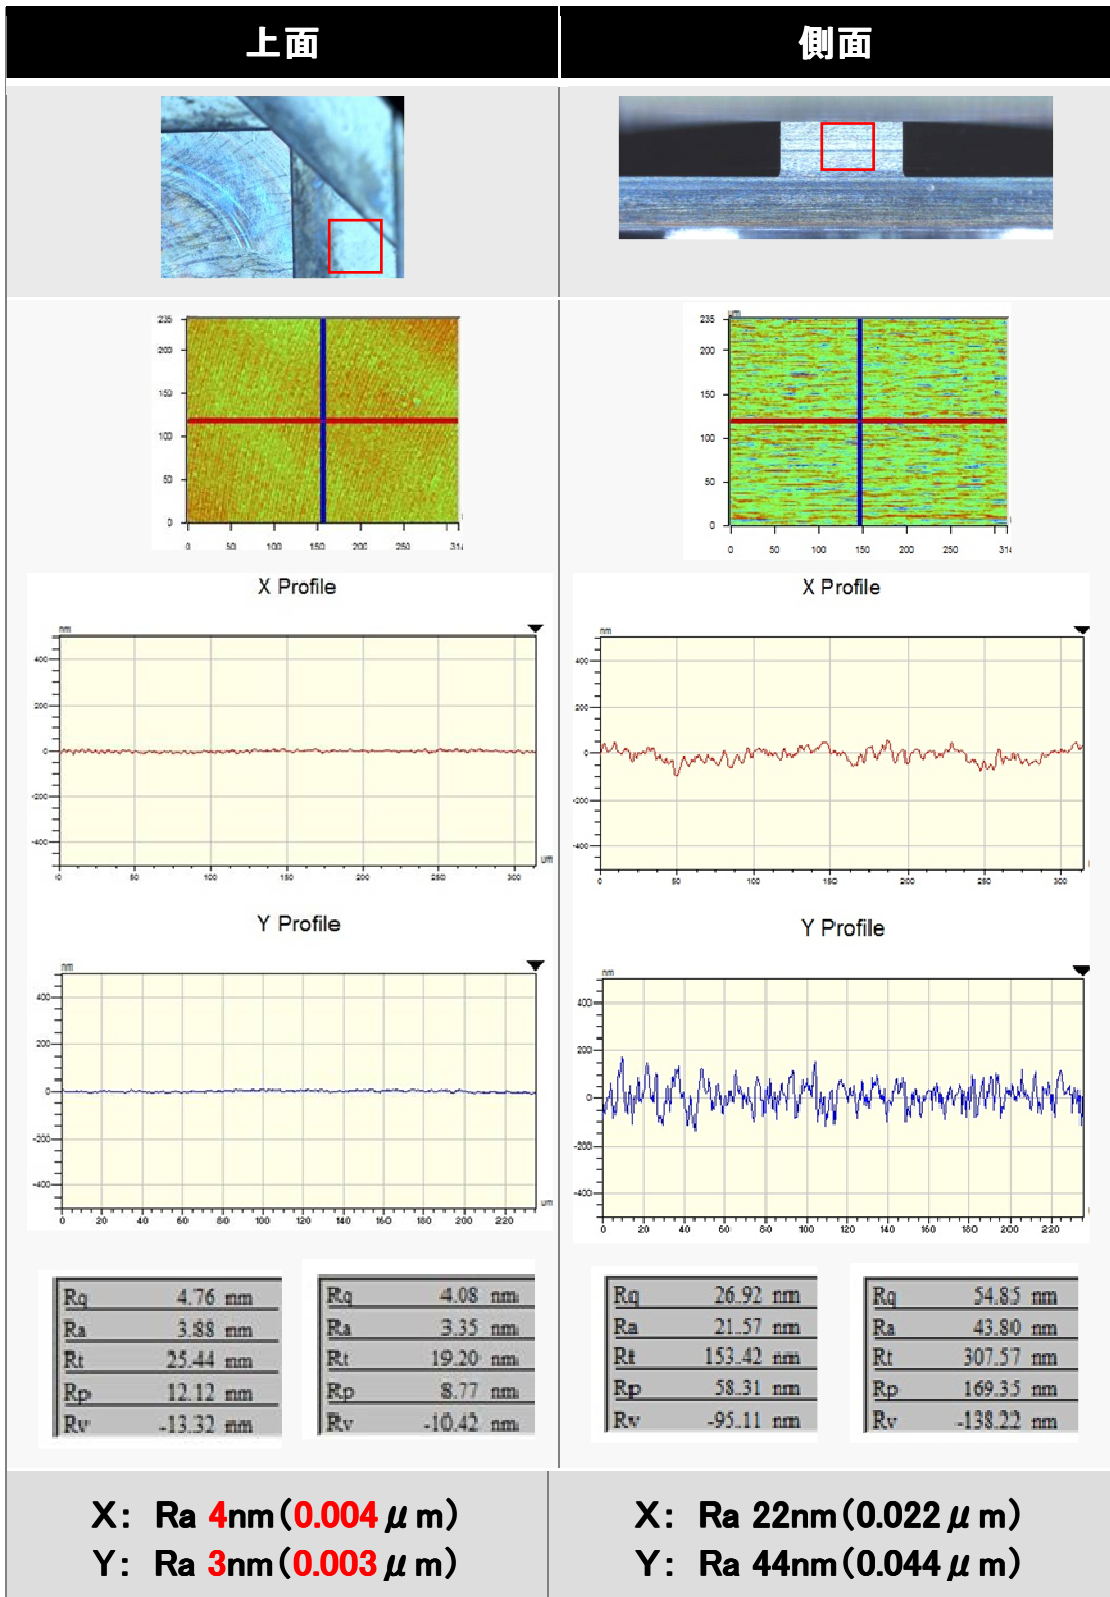 上面
側面
235
200
150
100
50
0
0 50 100 150 200 250 314
μm
235
200
150
100
50
0
0 50 100 150 200 250 314
X Profile
nm
400
200
0
-200
-400
um
0 50 100 150 200 250 300
X Profile
nm
400
200
0
-200
-400
0 50 100 150 200 250 300
Y Profile
nm
400
200
0
-200
-400
um
0 20 40 60 80 100 120 140 160 180 200 220
Y Profile
nm
400
200
0
-200
-400
0 20 40 60 80 100 120 140 160 180 200 220
Rq 4.76 nm
Ra 3.88 nm
Rt 25.44 nm
Rp 12.12 nm
Rv -13.32 nm
Rq 4.08 nm
Ra 3.35 nm
Rt 19.20 nm
Rp 8.77 nm
Rv -10.42 nm
Rq 26.92 nm
Ra 21.57 nm
Rt 153.42 nm
Rp 58.31 nm
Rv -95.11 nm
Rq 54.85 nm
Ra 43.80 nm
Rt 307.57 nm
Rp 169.35 nm
Rv -138.22 nm
X: Ra 4nm(0.004μm)
Y: Ra 3nm(0.003μm)
X: Ra 22nm(0.022μm)
Y: Ra 44nm(0.044μm)